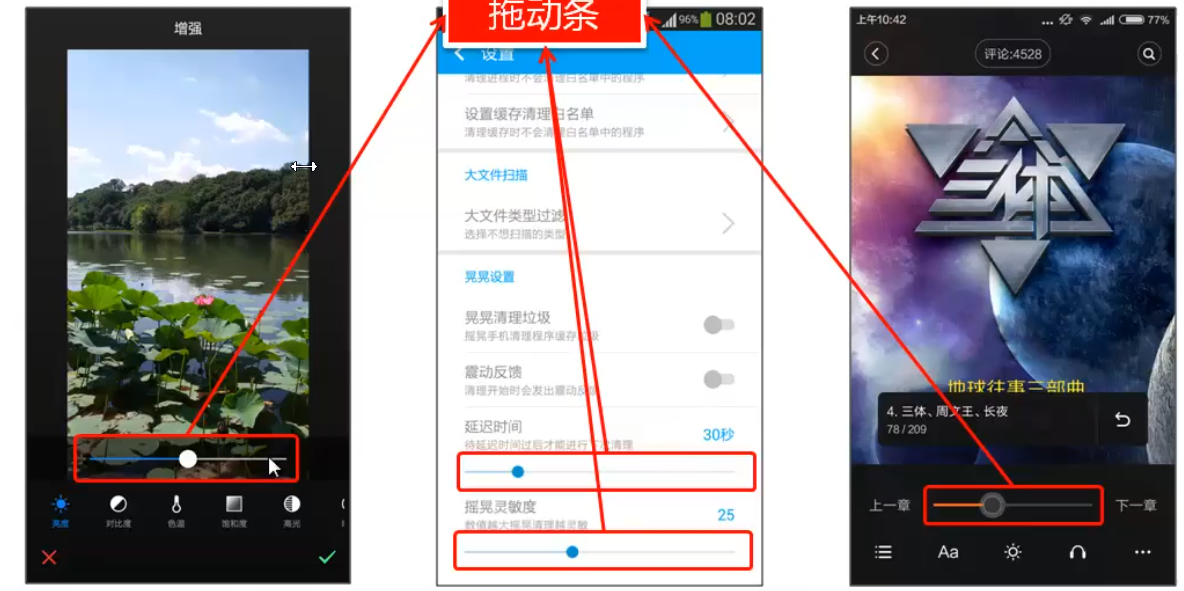 拖动条
增强
亮度
对比度
色温
饱和度
高光
96% 08:02
设置
清理进程时不会清理白名单中的程序
设置缓存清理白名单
清理缓存时不会清理白名单中的程序
大文件扫描
大文件类型过滤
选择不想扫描的类型
晃晃设置
晃晃清理垃圾
摇晃手机清理程序缓存垃圾
震动反馈
清理开始时会发出震动反馈
延迟时间
待延迟时间过后才能进行下次清理
30秒
摇晃灵敏度
数值越大摇晃清理越灵敏
25
上午10:42
77%
评论:4528
三体
地球往事三部曲
4. 三体、周文王、长夜
78 / 209
上一章
下一章
Aa